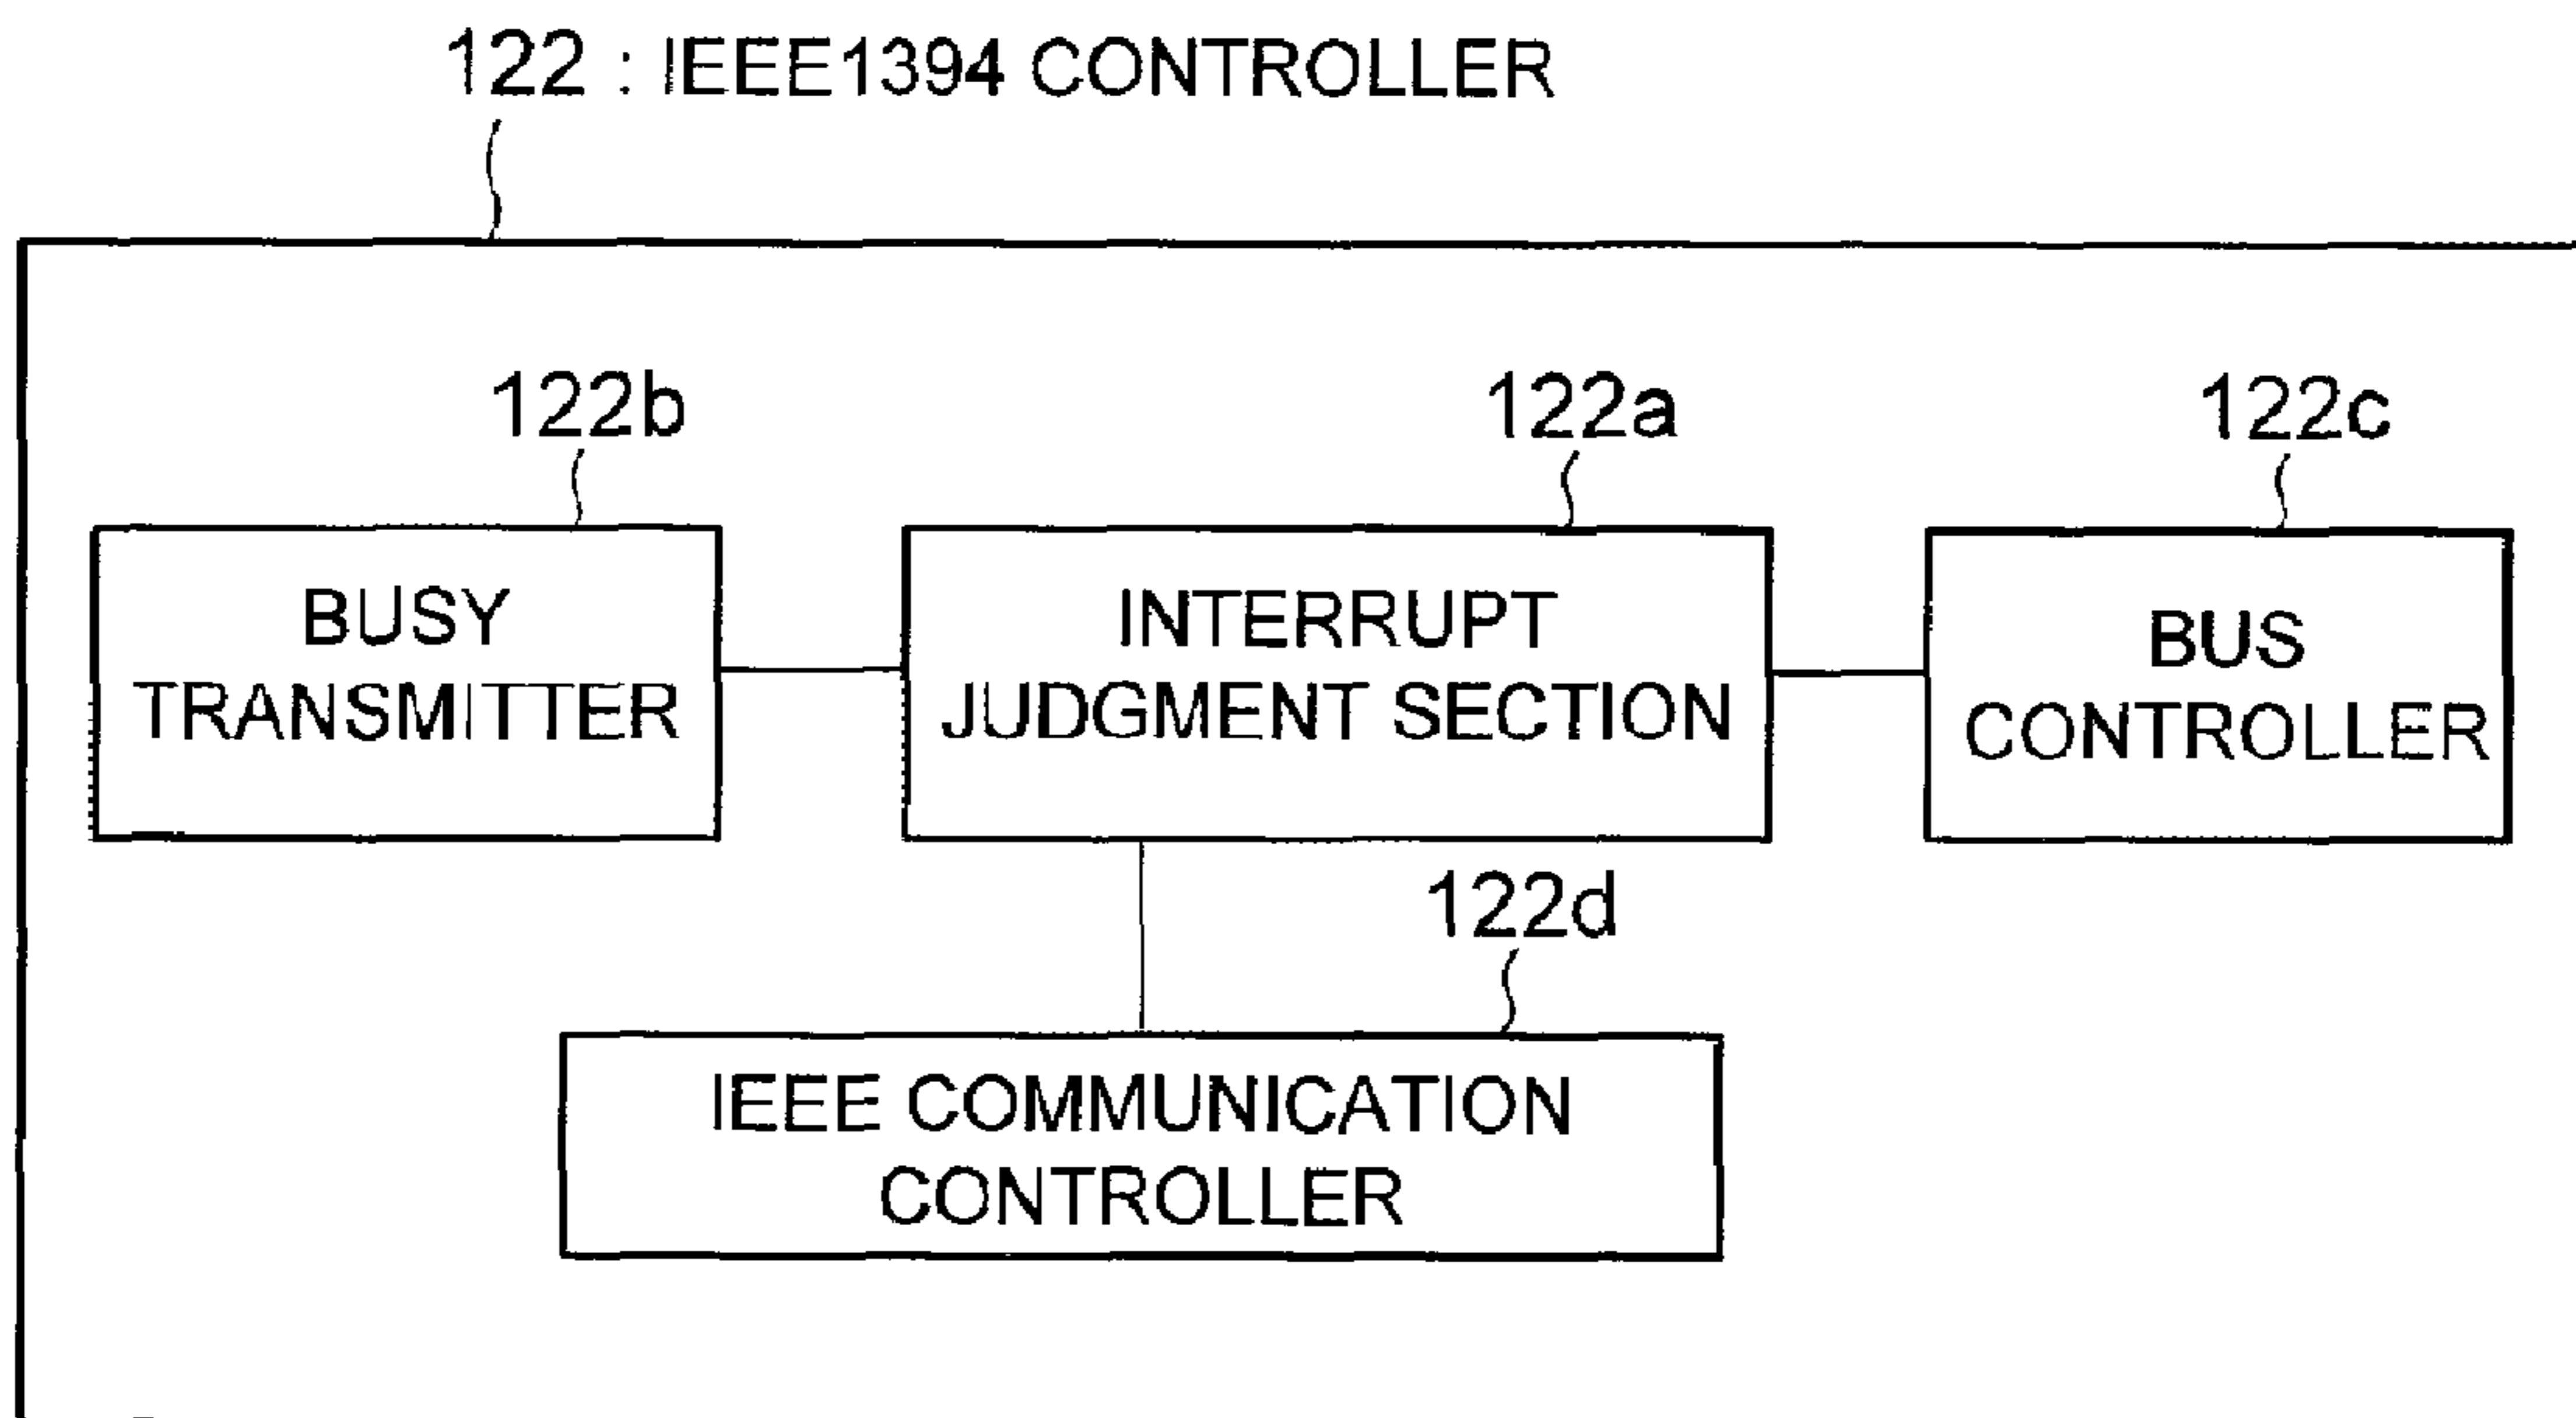 122 : IEEE1394 CONTROLLER
122b
122a
122c
BUSY
TRANSMITTER
INTERRUPT
JUDGMENT SECTION
BUS
CONTROLLER
122d
IEEE COMMUNICATION
CONTROLLER